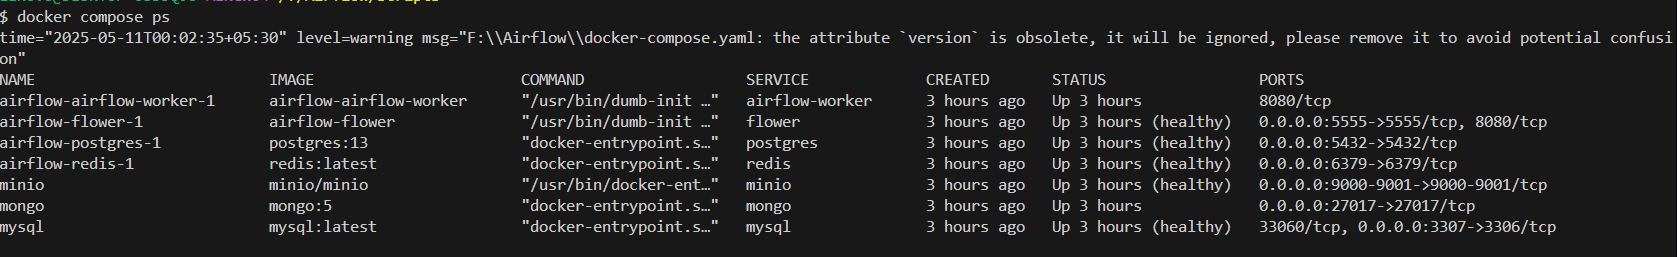 $ docker compose ps
time="2025-05-11T00:02:35+05:30" level=warning msg="F:\\Airflow\\docker-compose.yaml: the attribute `version` is obsolete, it will be ignored, please remove it to avoid potential confusi
on"
NAME IMAGE COMMAND SERVICE CREATED STATUS PORTS
airflow-airflow-worker-1 airflow-airflow-worker "/usr/bin/dumb-init …" airflow-worker 3 hours ago Up 3 hours 8080/tcp
airflow-flower-1 airflow-flower "/usr/bin/dumb-init …" flower 3 hours ago Up 3 hours (healthy) 0.0.0.0:5555->5555/tcp, 8080/tcp
airflow-postgres-1 postgres:13 "docker-entrypoint.s…" postgres 3 hours ago Up 3 hours (healthy) 0.0.0.0:5432->5432/tcp
airflow-redis-1 redis:latest "docker-entrypoint.s…" redis 3 hours ago Up 3 hours (healthy) 0.0.0.0:6379->6379/tcp
minio minio/minio "/usr/bin/docker-ent…" minio 3 hours ago Up 3 hours (healthy) 0.0.0.0:9000-9001->9000-9001/tcp
mongo mongo:5 "docker-entrypoint.s…" mongo 3 hours ago Up 3 hours 0.0.0.0:27017->27017/tcp
mysql mysql:latest "docker-entrypoint.s…" mysql 3 hours ago Up 3 hours (healthy) 33060/tcp, 0.0.0.0:3307->3306/tcp